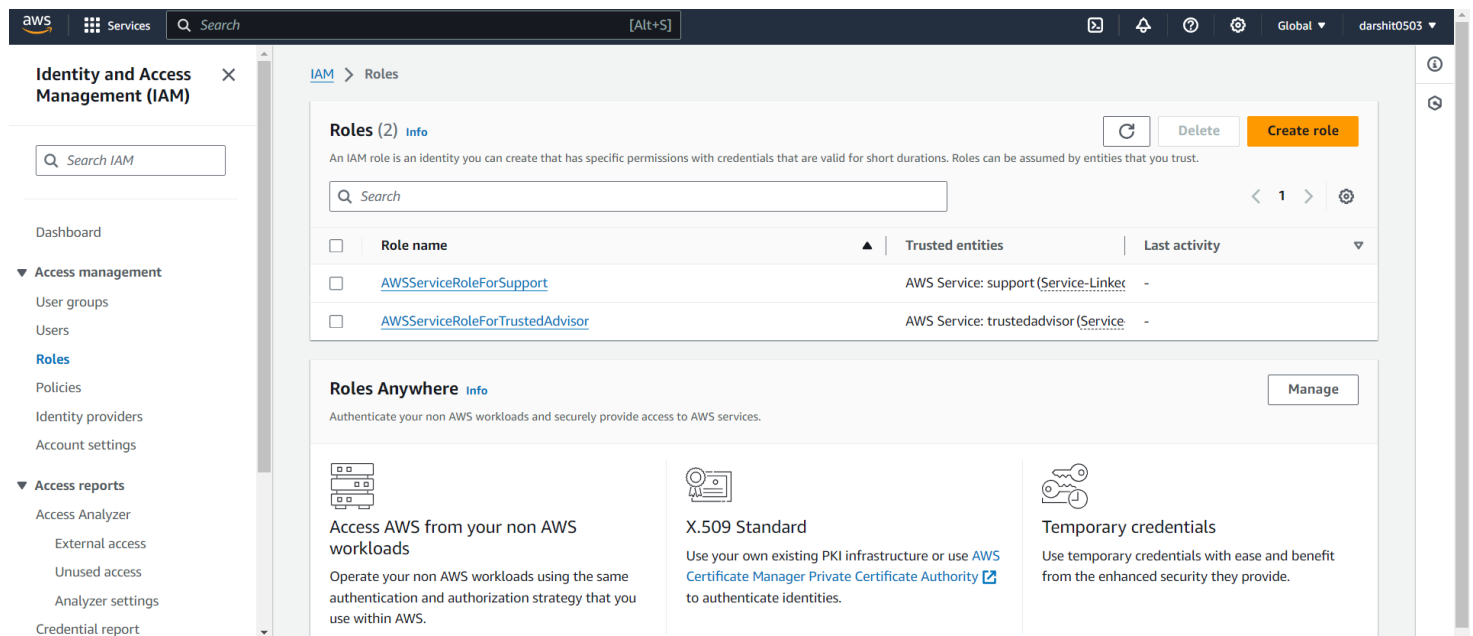 aws Services Search [Alt+S] Global darshit0503
Identity and Access
Management (IAM)
Search IAM
Dashboard
Access management
User groups
Users
Roles
Policies
Identity providers
Account settings
Access reports
Access Analyzer
External access
Unused access
Analyzer settings
Credential report
IAM > Roles
Roles (2) Info
Delete
Create role
An IAM role is an identity you can create that has specific permissions with credentials that are valid for short durations. Roles can be assumed by entities that you trust.
Search
1
Role name Trusted entities Last activity
AWSServiceRoleForSupport AWS Service: support (Service-Linked -
AWSServiceRoleForTrustedAdvisor AWS Service: trustedadvisor (Service- -
Roles Anywhere Info
Manage
Authenticate your non AWS workloads and securely provide access to AWS services.
Access AWS from your non AWS
workloads
Operate your non AWS workloads using the same
authentication and authorization strategy that you
use within AWS.
X.509 Standard
Use your own existing PKI infrastructure or use AWS
Certificate Manager Private Certificate Authority
to authenticate identities.
Temporary credentials
Use temporary credentials with ease and benefit
from the enhanced security they provide.